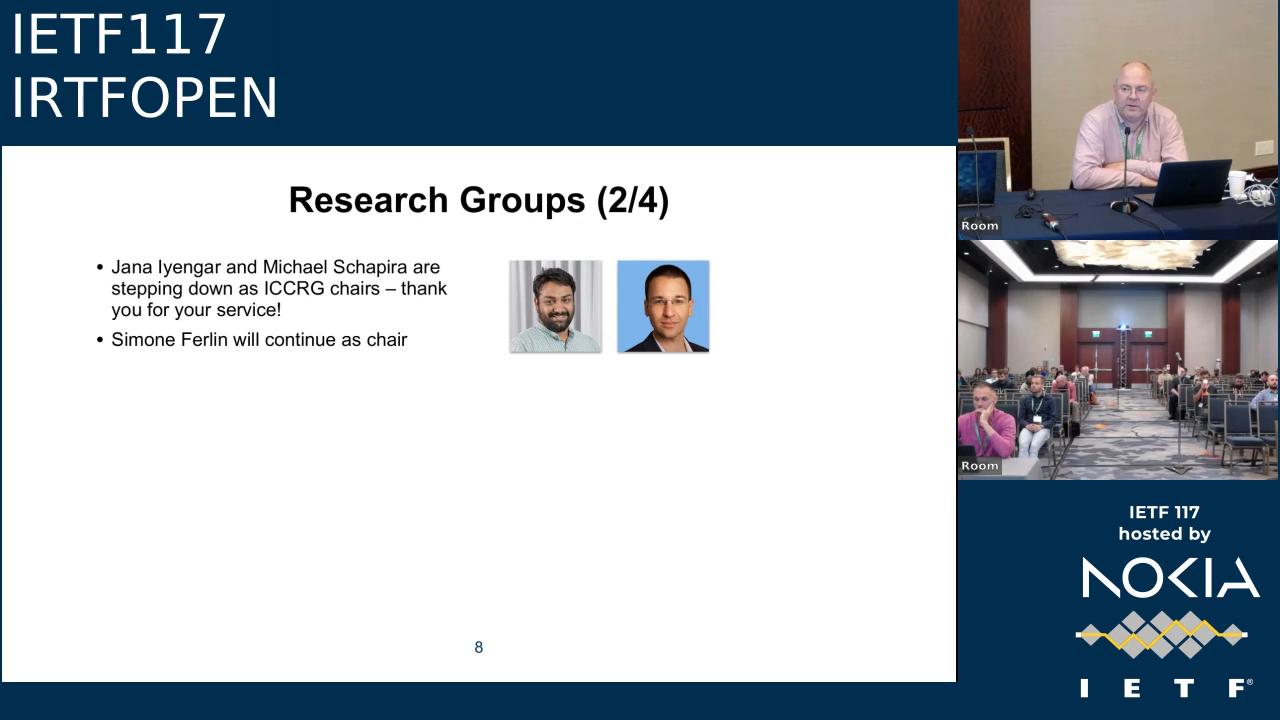 IETF117
IRTFOPEN
Research Groups (2/4)
• Jana Iyengar and Michael Schapira are
stepping down as ICCRG chairs – thank
you for your service!
• Simone Ferlin will continue as chair
8
Room
Room
IETF 117
hosted by
NOKIA
I E T F®